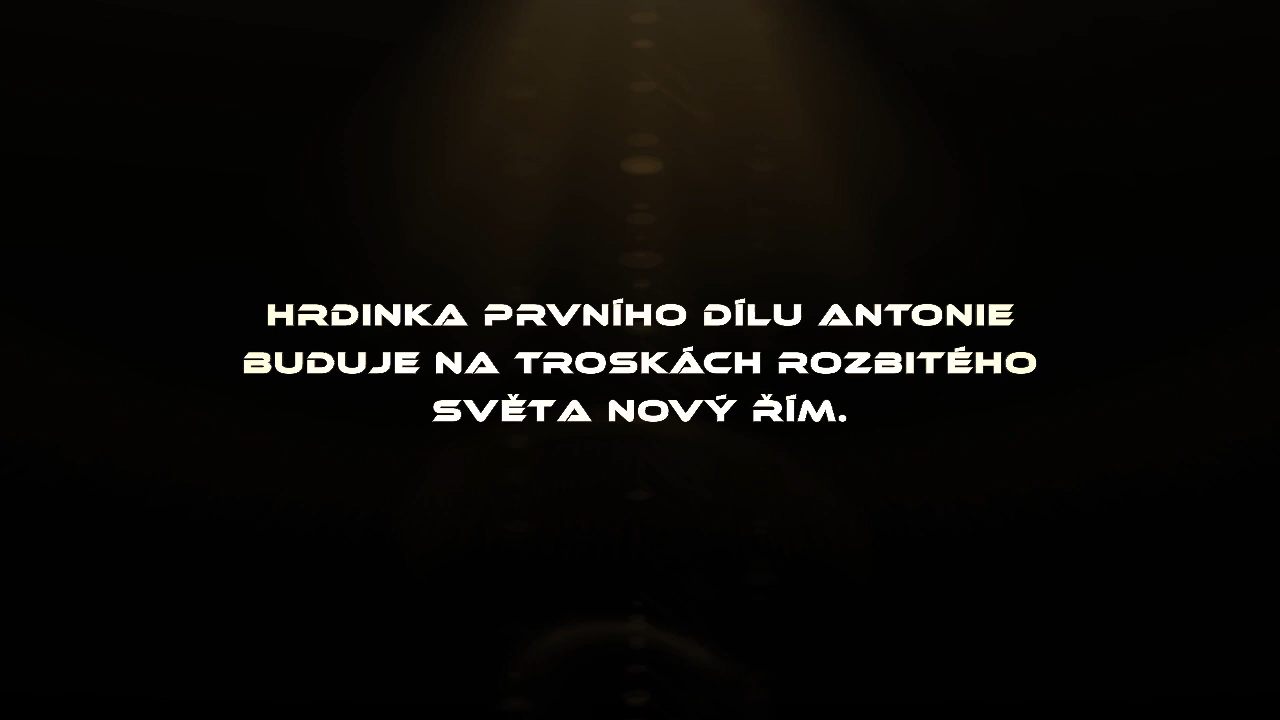 HRDINKA PRVNÍHO DÍLU ANTONIE
BUDUJE NA TROSKÁCH ROZBITÉHO
SVĚTA NOVÝ ŘÍM.